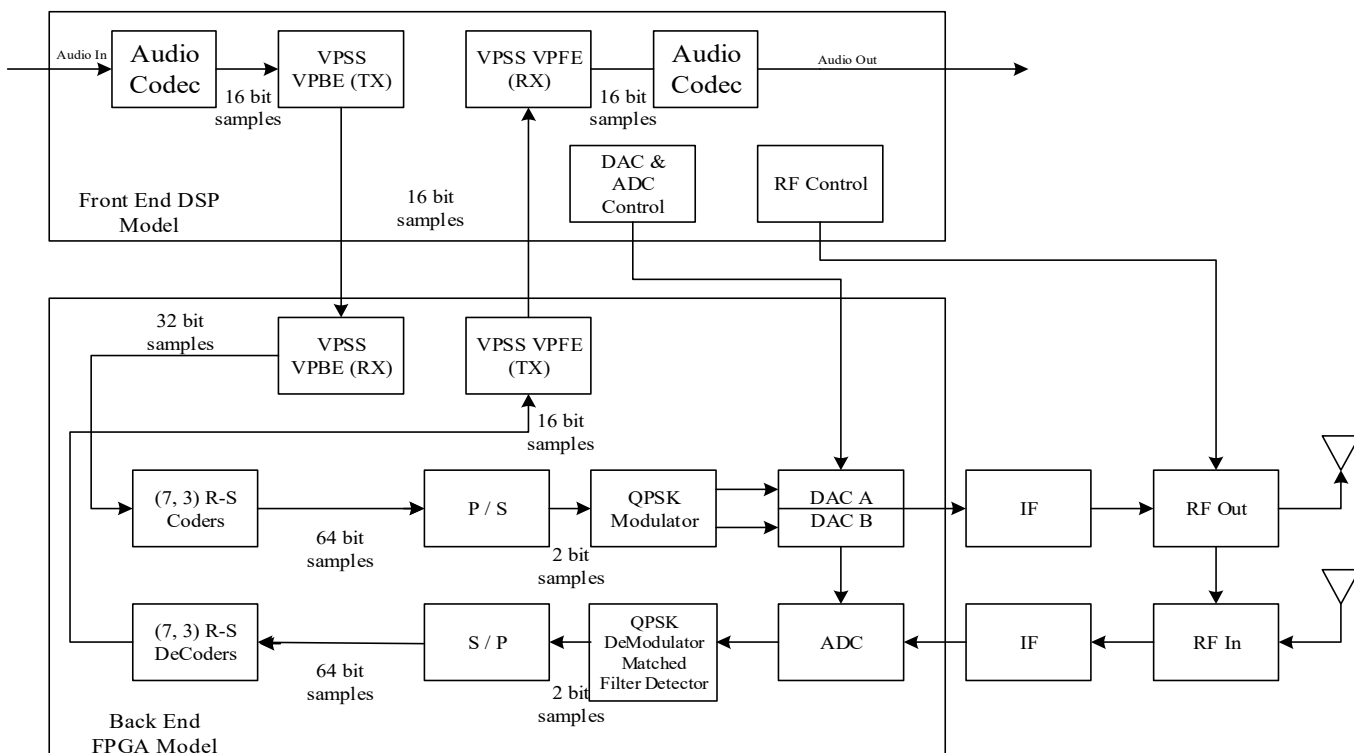 Audio In
Audio
Codec
16 bit
samples
VPSS
VPBE (TX)
VPSS VPFE
(RX)
16 bit
samples
Audio
Codec
Audio Out
DAC &
ADC
Control
RF Control
Front End DSP
Model
16 bit
samples
32 bit
samples
VPSS
VPBE (RX)
VPSS VPFE
(TX)
16 bit
samples
(7, 3) R-S
Coders
64 bit
samples
P / S
2 bit
samples
QPSK
Modulator
DAC A
DAC B
IF
RF Out
(7, 3) R-S
DeCoders
64 bit
samples
S / P
2 bit
samples
QPSK
DeModulator
Matched
Filter Detector
ADC
IF
RF In
Back End
FPGA Model